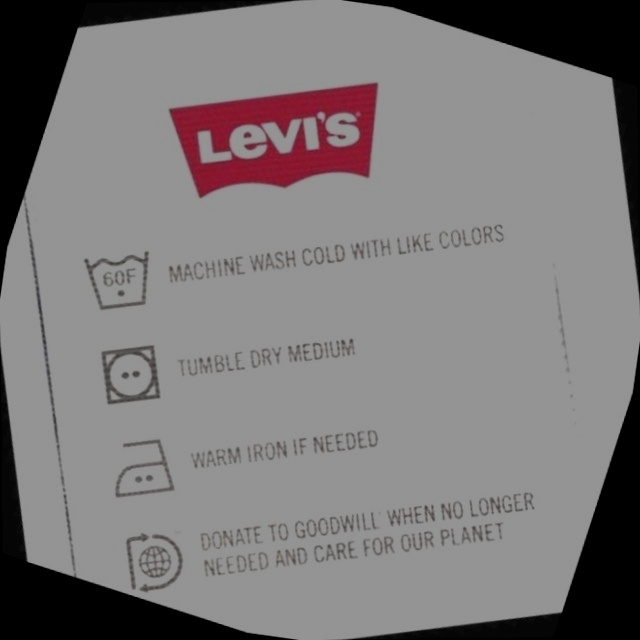 Levi's
60F MACHINE WASH COLD WITH LIKE COLORS
TUMBLE DRY MEDIUM
WARM IRON IF NEEDED
DONATE TO GOODWILL WHEN NO LONGER
NEEDED AND CARE FOR OUR PLANET